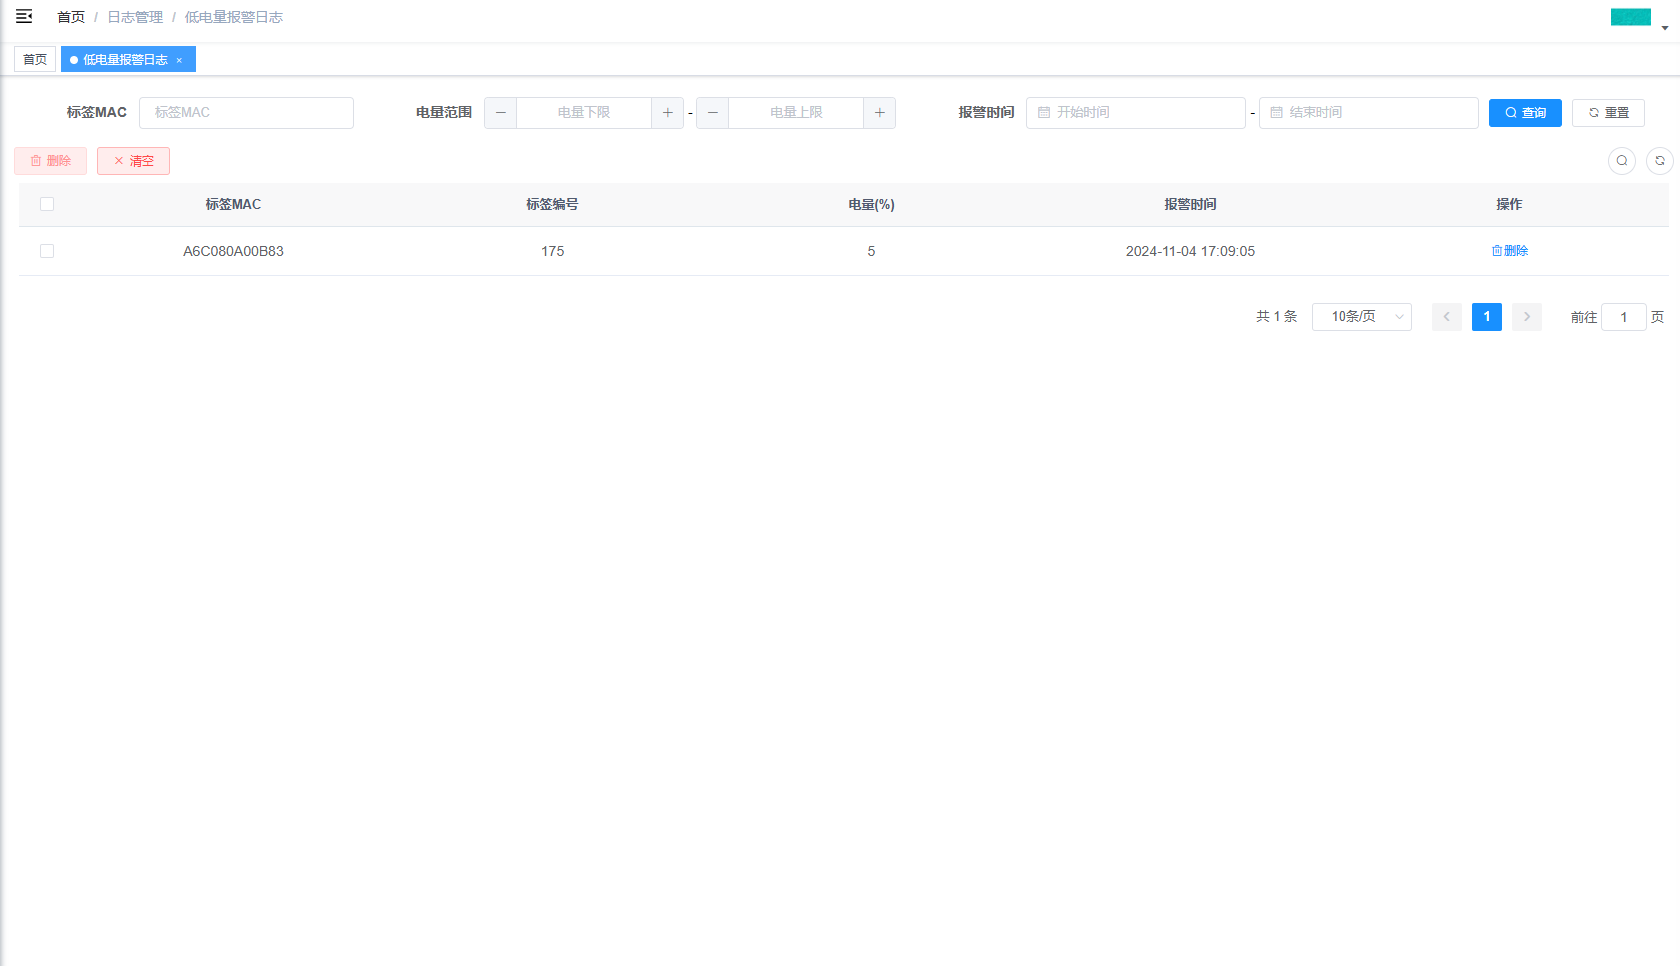 首页 / 日志管理 / 低电量报警日志
首页 低电量报警日志 ×
标签MAC 标签MAC 电量范围 电量下限 - 电量上限 报警时间 开始时间 - 结束时间 查询 重置
删除 清空
标签MAC 标签编号 电量(%) 报警时间 操作
A6C080A00B83 175 5 2024-11-04 17:09:05 删除
共 1 条 10条/页 1 前往 1 页